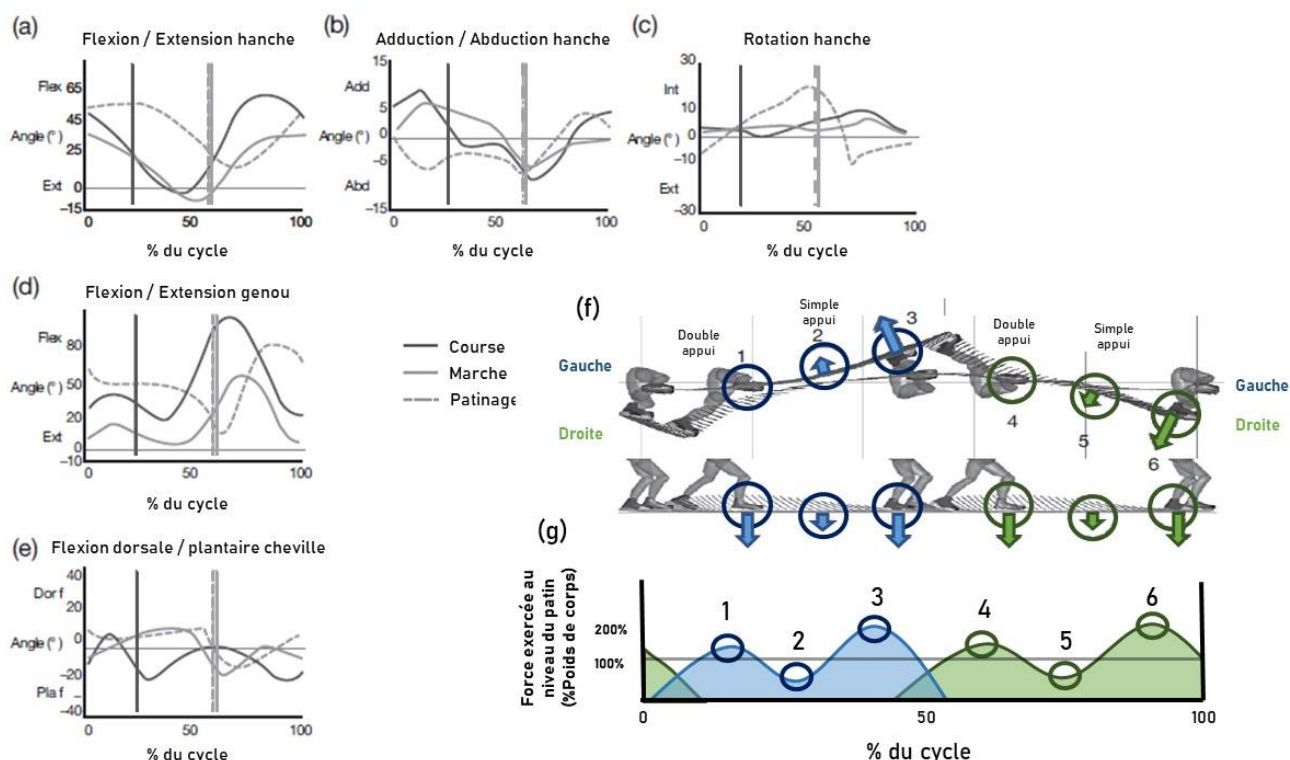 (a)
Flexion / Extension hanche
Flex 65
45
Angle (°)
25
Ext 0
-15
0 50 100
% du cycle
(b)
Adduction / Abduction hanche
15
Add
5
Angle (°) 0
-5
Abd
-15
0 50 100
% du cycle
(c)
Rotation hanche
30
Int
10
Angle (°) 0
-10
Ext
-30
0 50 100
% du cycle
(d)
Flexion / Extension genou
Flex 80
Angle (°) 50
20
Ext 0
-10
0 50 100
% du cycle
Course
Marche
Patinage
(e)
Flexion dorsale / plantaire cheville
40
Dorf 20
Angle (°)
-20
Plaf
-40
0 50 100
% du cycle
(f)
Double appui
Simple appui
Double appui
Simple appui
1
2
3
4
5
6
Gauche
Droite
Gauche
Droite
(g)
Force exercée au
niveau du patin
(%Poids de corps)
200%
100%
1
2
3
4
5
6
0 50 100
% du cycle